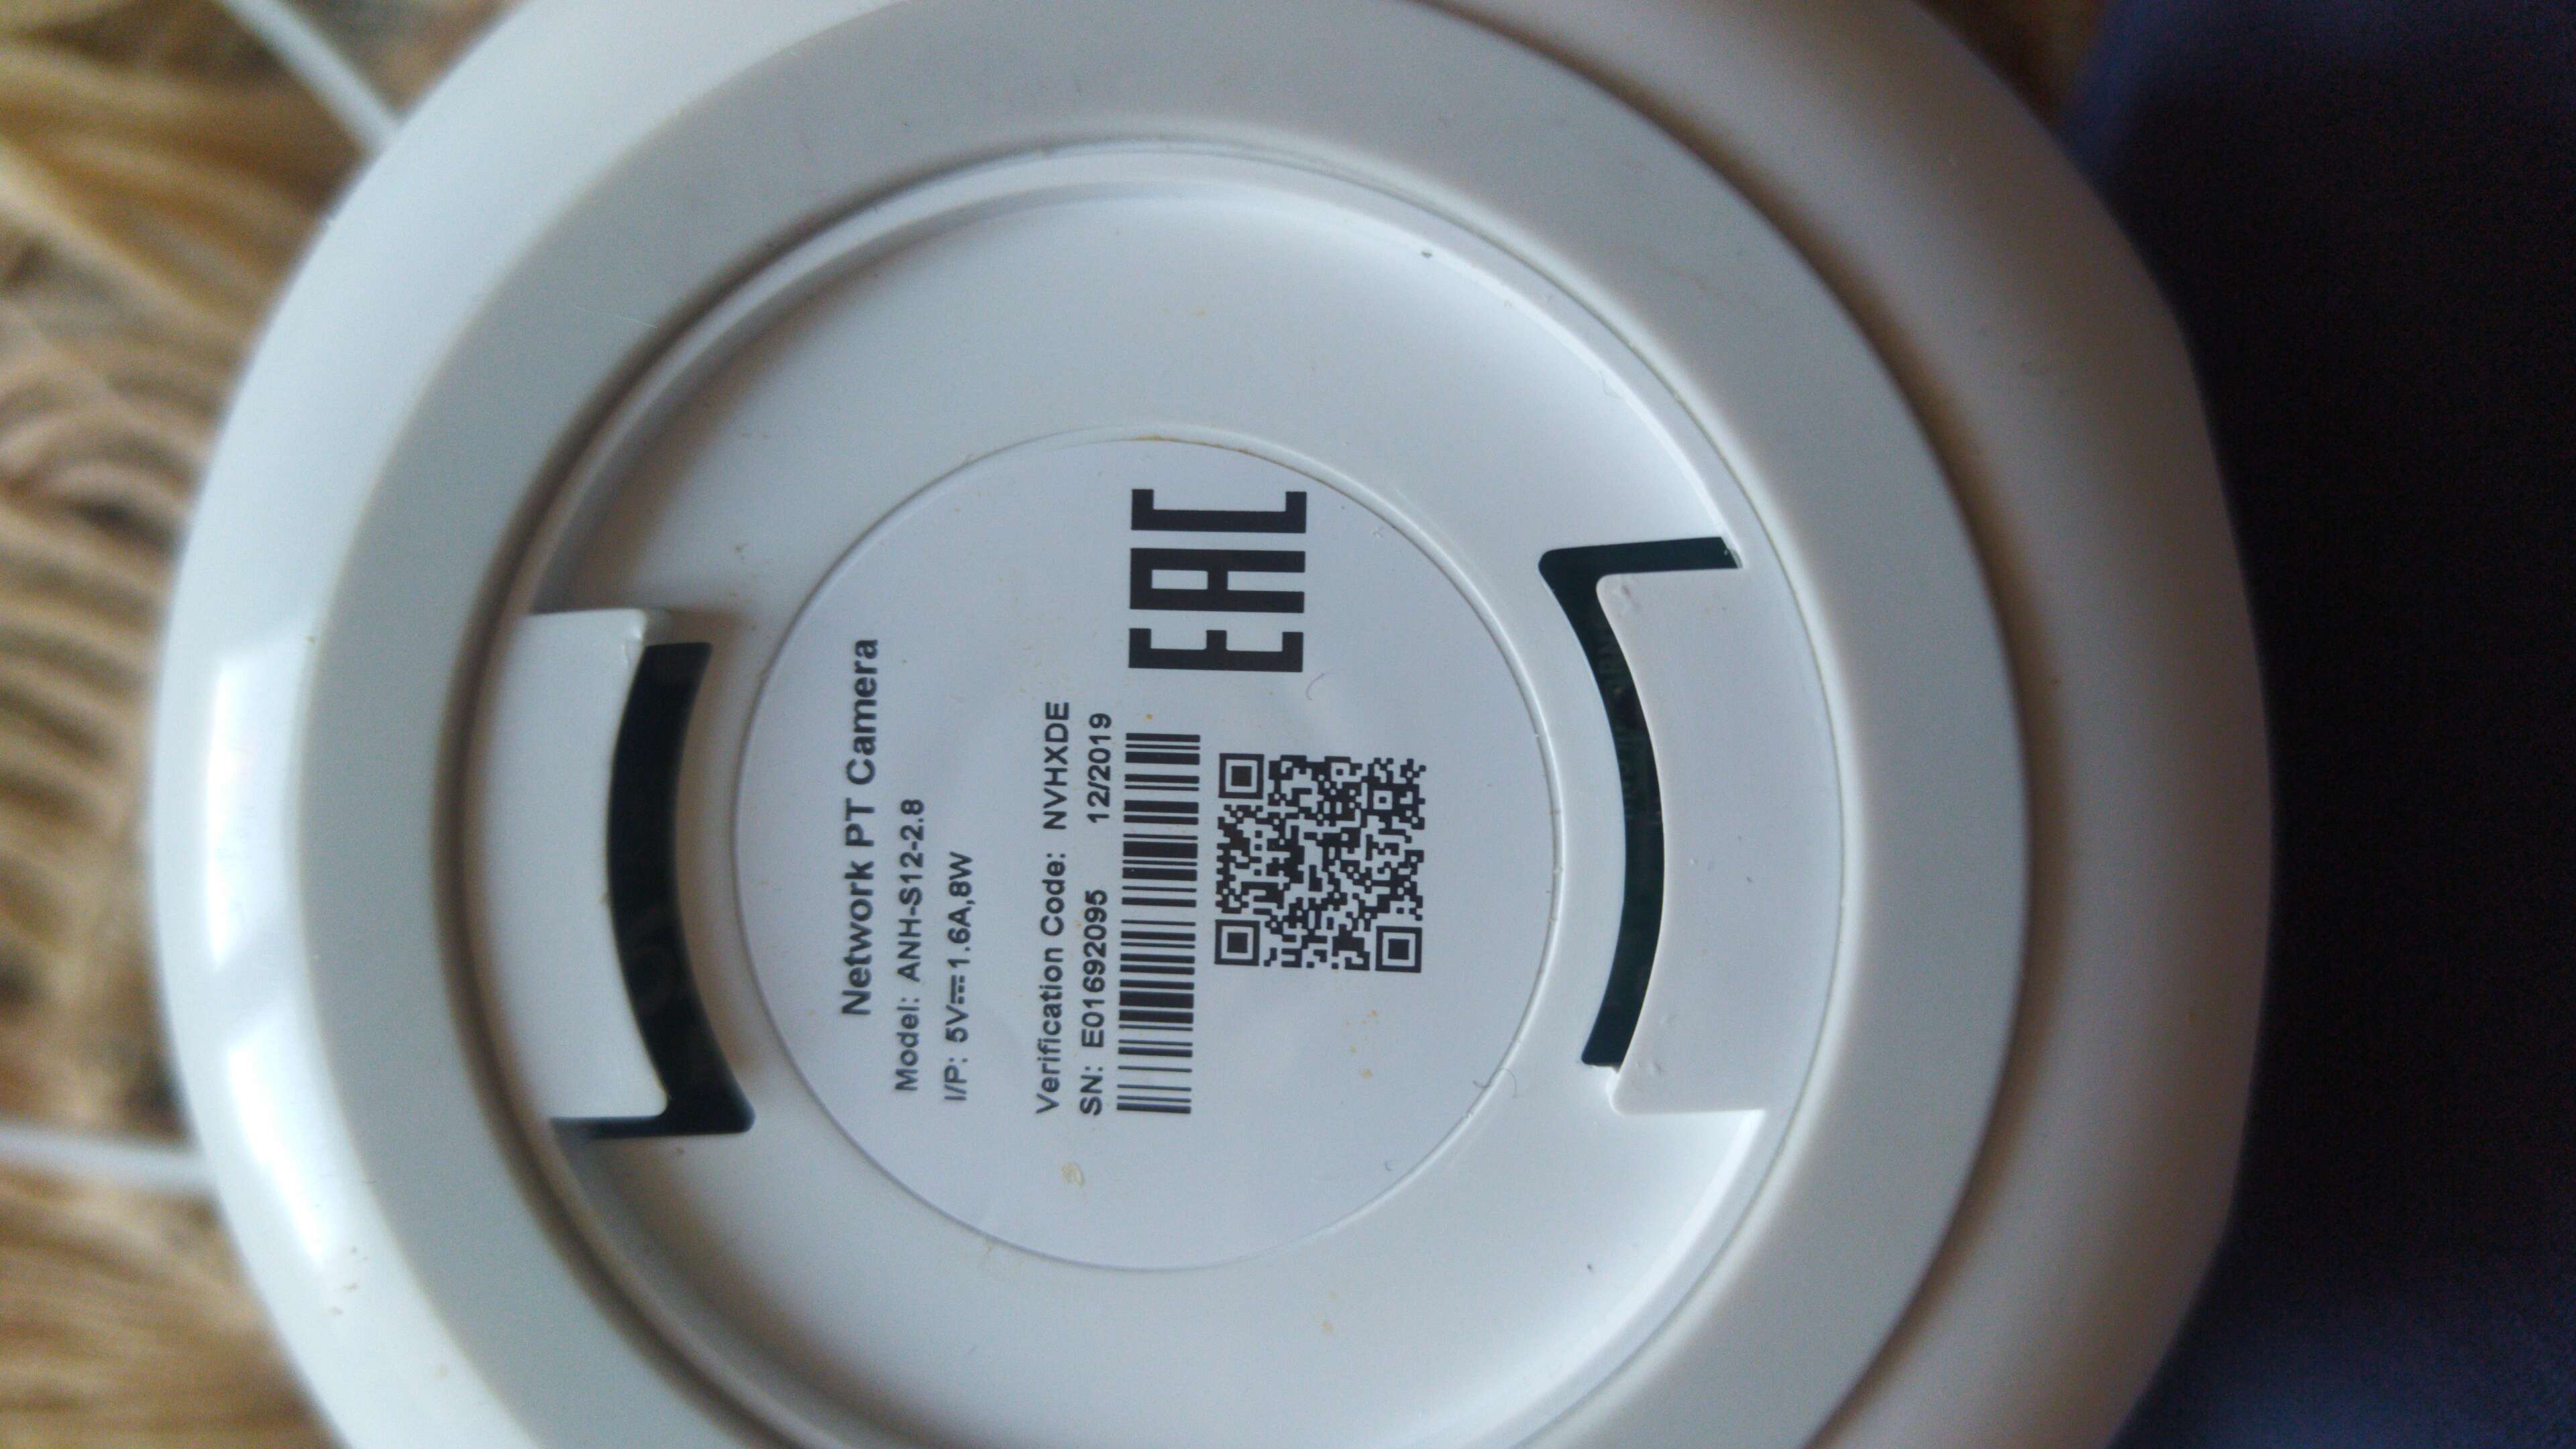 Network PT Camera
Model: ANH-S12-2.8
I/P: 5V⎓1.6A,8W
Verification Code: NVHXDE
SN: E01692095 12/2019
EAC